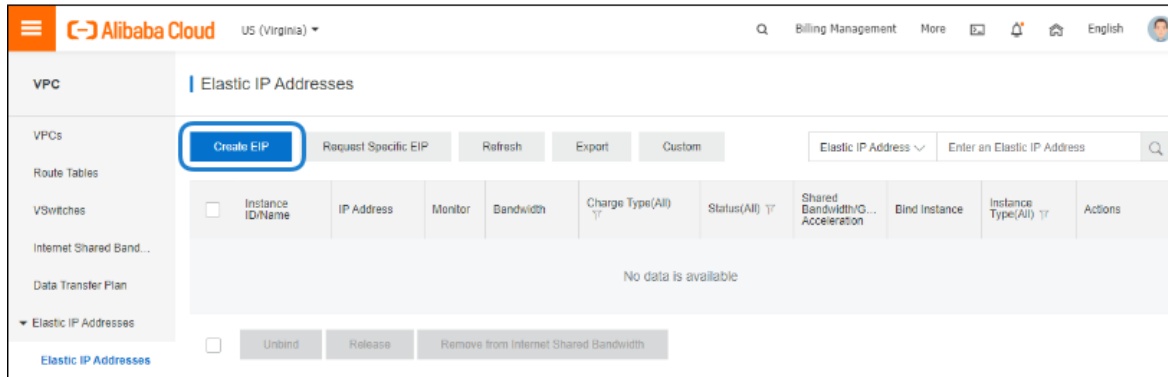 Alibaba Cloud US (Virginia) Billing Management More English
VPC
Elastic IP Addresses
VPCs
Create EIP Request Specific EIP Refresh Export Custom Elastic IP Address Enter an Elastic IP Address
Route Tables
VSwitches
Instance ID/Name IP Address Monitor Bandwidth Charge Type(All) Status(All) Shared Bandwidth/G... Acceleration Bind Instance Instance Type(All) Actions
Internet Shared Band...
Data Transfer Plan
No data is available
Elastic IP Addresses
Elastic IP Addresses
Unbind Release Remove from Internet Shared Bandwidth